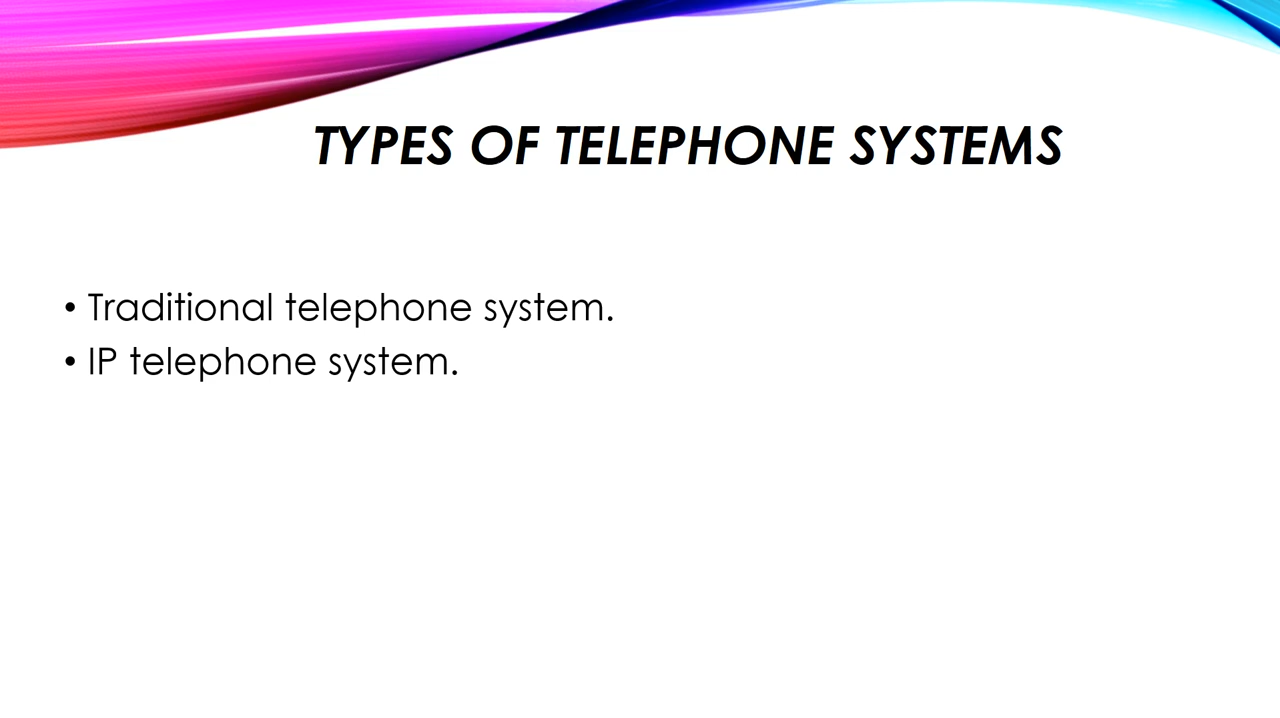 TYPES OF TELEPHONE SYSTEMS
• Traditional telephone system.
• IP telephone system.